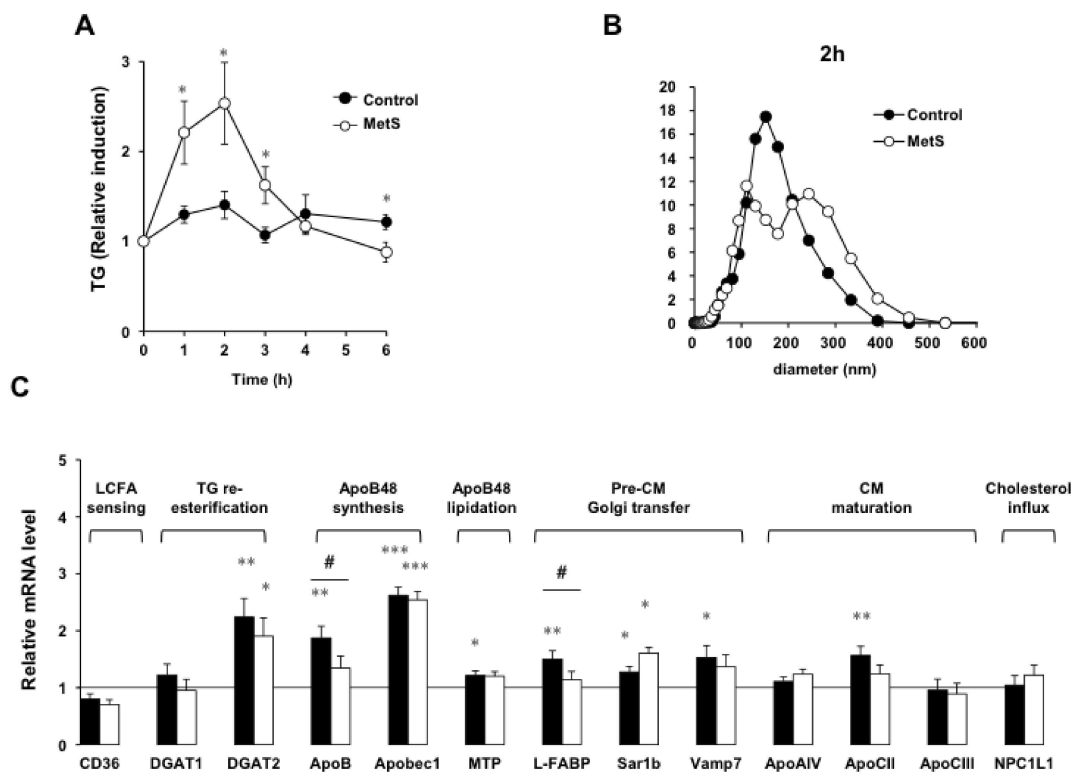 A
3
2
1
0
TG (Relative induction)
*
*
*
*
Control
MetS
0 1 2 3 4 5 6
Time (h)
B
2h
20
18
16
14
12
10
8
6
4
2
0
Control
MetS
0 100 200 300 400 500 600
diameter (nm)
C
Relative mRNA level
5
4
3
2
1
0
LCFA
sensing
TG re-
esterification
ApoB48
synthesis
ApoB48
lipidation
Pre-CM
Golgi transfer
CM
maturation
Cholesterol
influx
** *
#
**
*** ***
*
#
**
* *
*
**
CD36 DGAT1 DGAT2 ApoB Apobec1 MTP L-FABP Sar1b Vamp7 ApoAIV ApoCII ApoCIII NPC1L1